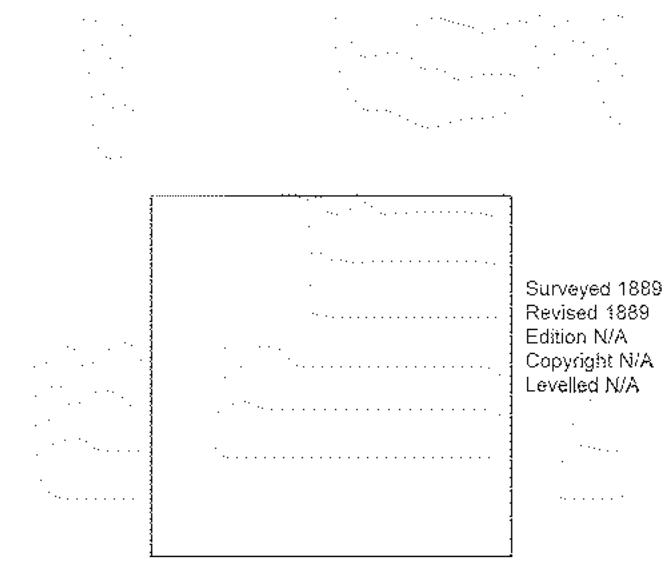 Surveyed 1889
Revised 1889
Edition N/A
Copyright N/A
Levelled N/A